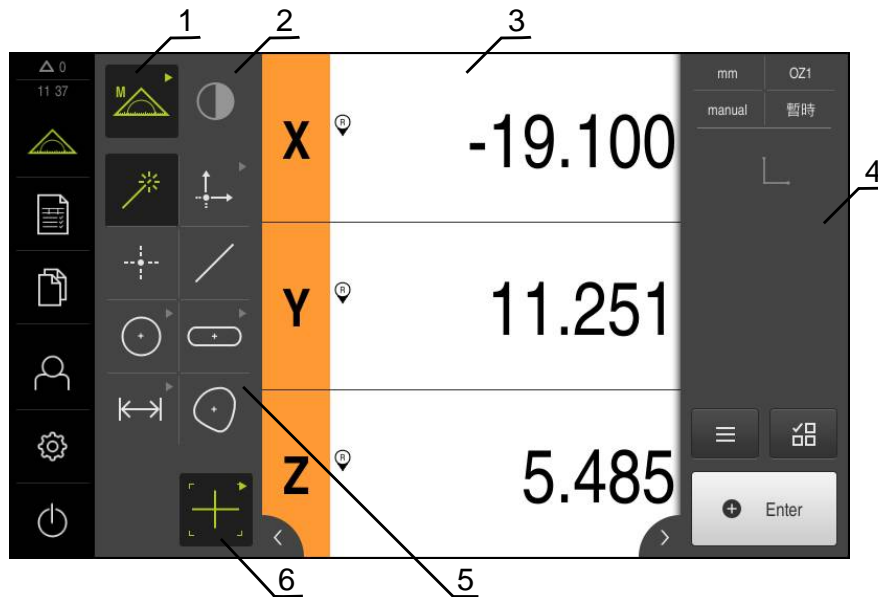 1
2
3
△ 0
11 37
M
mm
OZ1
manual
暫時
X
R
-19.100
4
Y
R
11.251
Z
R
5.485
Enter
6
5